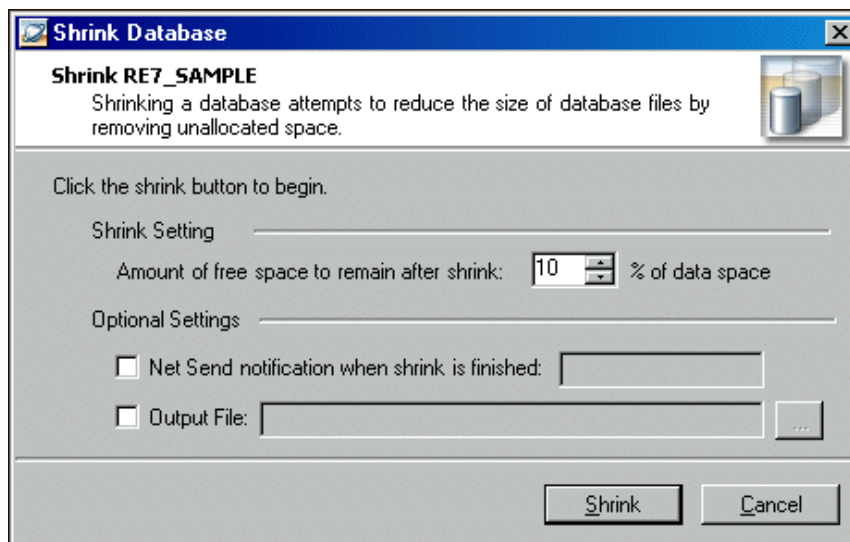 Shrink Database
Shrink RE7_SAMPLE
Shrinking a database attempts to reduce the size of database files by
removing unallocated space.
Click the shrink button to begin.
Shrink Setting
Amount of free space to remain after shrink: 10 % of data space
Optional Settings
Net Send notification when shrink is finished:
Output File: ...
Shrink Cancel